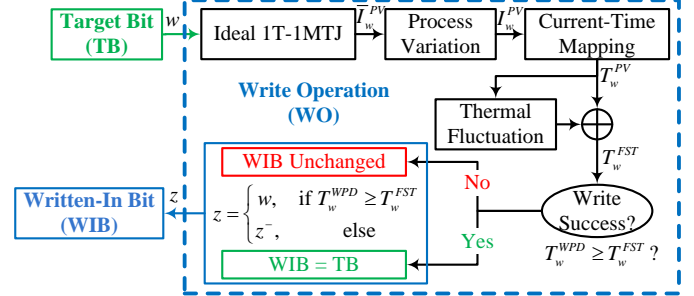 Target Bit
(TB)
w
Ideal 1T-1MTJ
I_w^{PV}
Process
Variation
I_w^{PV}
Current-Time
Mapping
T_w^{PV}
Thermal
Fluctuation
T_w^{FST}
Write Operation
(WO)
WIB Unchanged
No
Written-In Bit
(WIB)
z
z = { w, if T_w^{WPD} ≥ T_w^{FST}
z^-, else
Write
Success?
T_w^{WPD} ≥ T_w^{FST} ?
Yes
WIB = TB